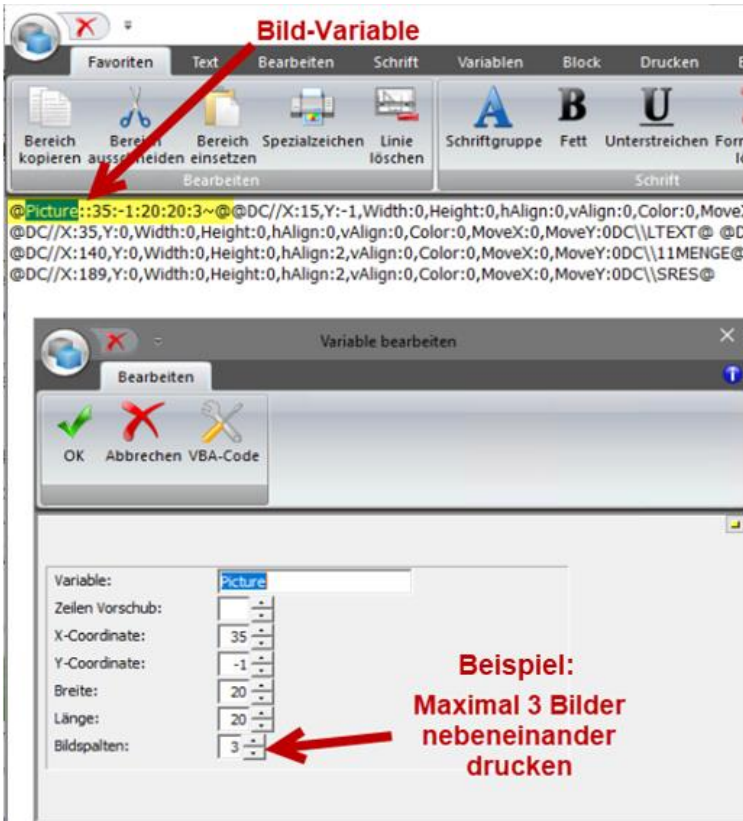 Bild-Variable
Favoriten Text Bearbeiten Schrift Variablen Block Drucken
Bereich kopieren Bereich ausschneiden Bereich einsetzen Spezialzeichen Linie löschen Schriftgruppe Fett Unterstreichen
Bearbeiten Schrift
@Picture::35:-1:20:20:3~@@DC//X:15,Y:-1,Width:0,Height:0,hAlign:0,vAlign:0,Color:0,MoveX
@DC//X:35,Y:0,Width:0,Height:0,hAlign:0,vAlign:0,Color:0,MoveX:0,MoveY:0DC\\LTEXT@ @D
@DC//X:140,Y:0,Width:0,Height:0,hAlign:2,vAlign:0,Color:0,MoveX:0,MoveY:0DC\\11MENGE@
@DC//X:189,Y:0,Width:0,Height:0,hAlign:2,vAlign:0,Color:0,MoveX:0,MoveY:0DC\\SRES@
Variable bearbeiten
Bearbeiten
OK Abbrechen VBA-Code
Variable: Picture
Zeilen Vorschub:
X-Coordinate: 35
Y-Coordinate: -1
Breite: 20
Länge: 20
Bildspalten: 3
Beispiel:
Maximal 3 Bilder
nebeneinander
drucken